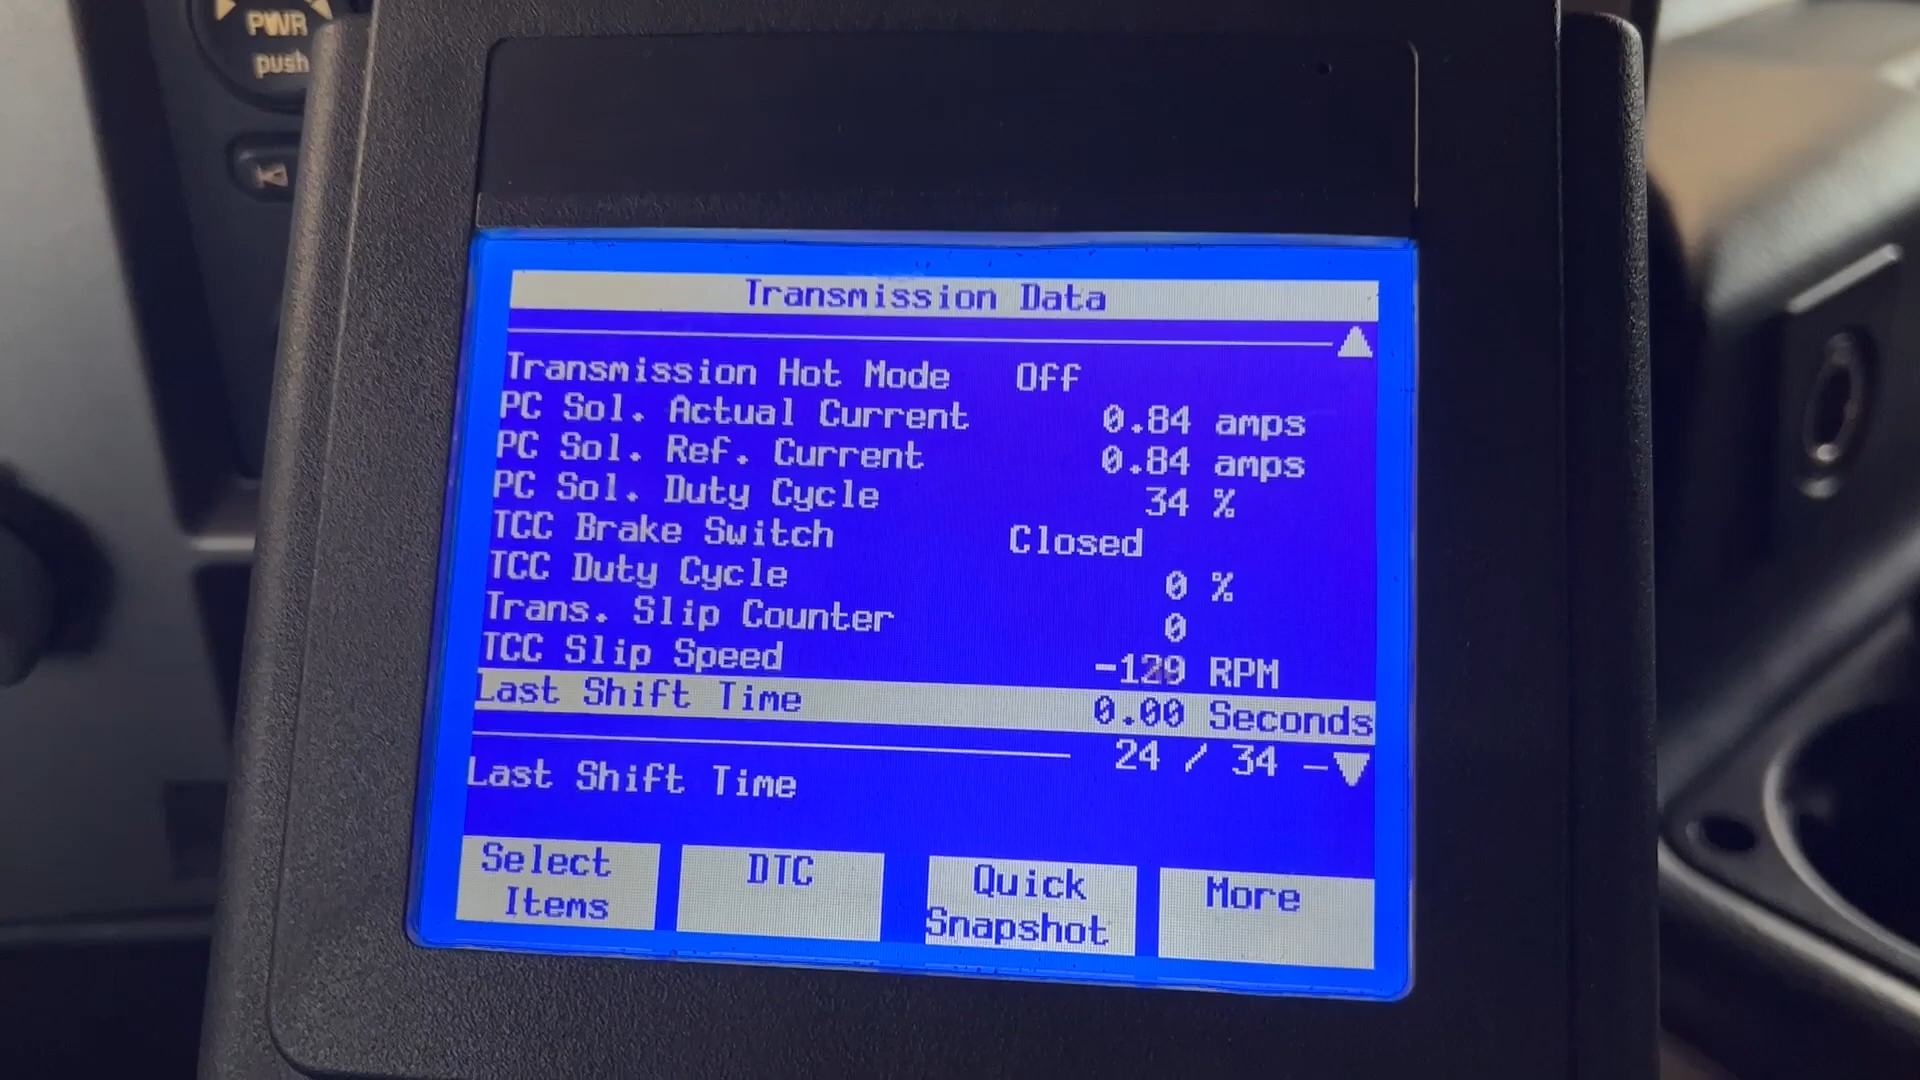 PWR
push
Transmission Data
Transmission Hot Mode Off
PC Sol. Actual Current 0.84 amps
PC Sol. Ref. Current 0.84 amps
PC Sol. Duty Cycle 34 %
TCC Brake Switch Closed
TCC Duty Cycle 0 %
Trans. Slip Counter 0
TCC Slip Speed -129 RPM
Last Shift Time 0.00 Seconds
24 / 34
Last Shift Time
Select Items
DTC
Quick Snapshot
More